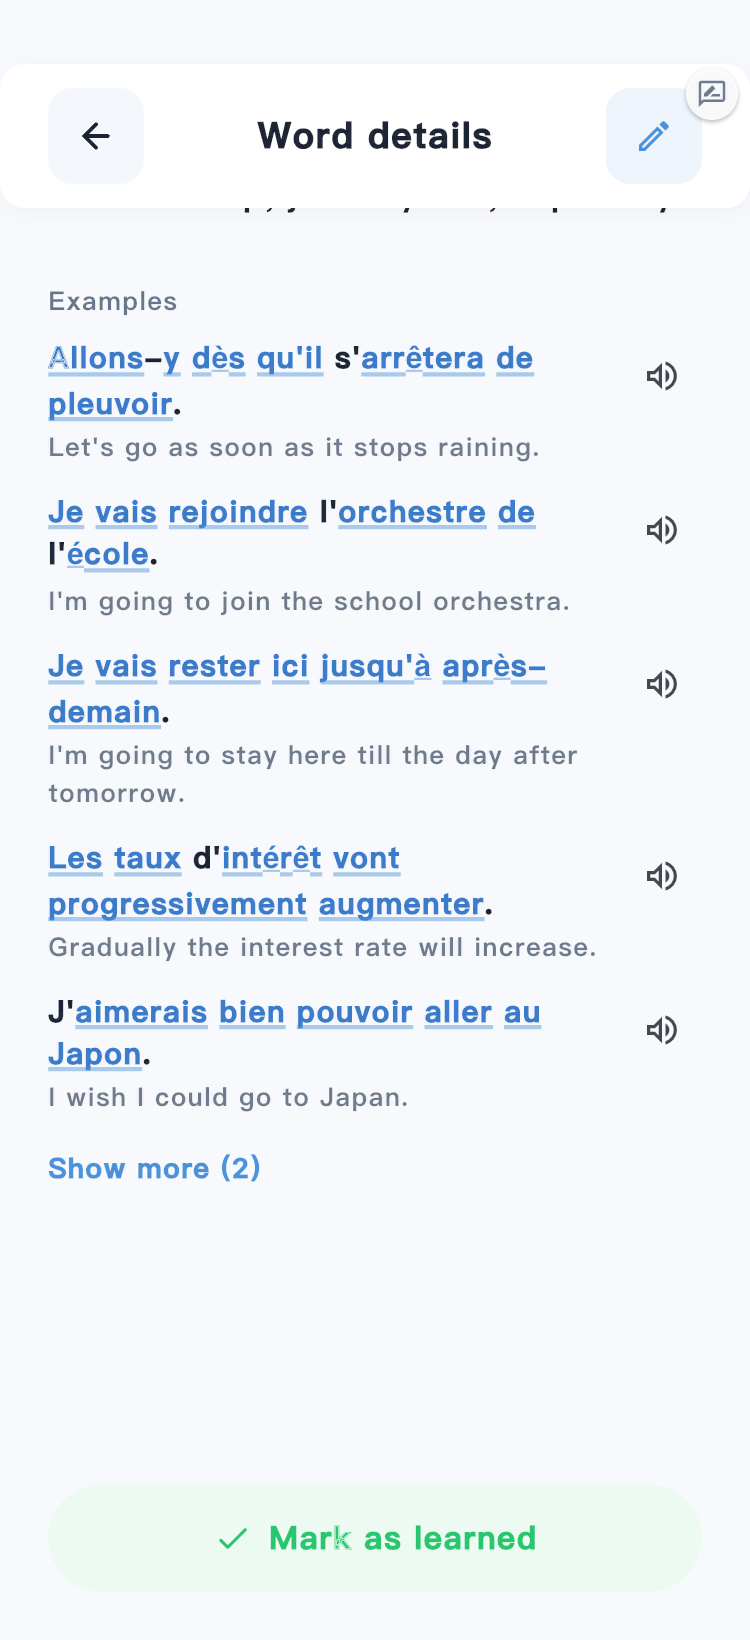 Word details
Examples
Allons-y dès qu'il s'arrêtera de
pleuvoir.
Let's go as soon as it stops raining.
Je vais rejoindre l'orchestre de
l'école.
I'm going to join the school orchestra.
Je vais rester ici jusqu'à après-
demain.
I'm going to stay here till the day after
tomorrow.
Les taux d'intérêt vont
progressivement augmenter.
Gradually the interest rate will increase.
J'aimerais bien pouvoir aller au
Japon.
I wish I could go to Japan.
Show more (2)
Mark as learned